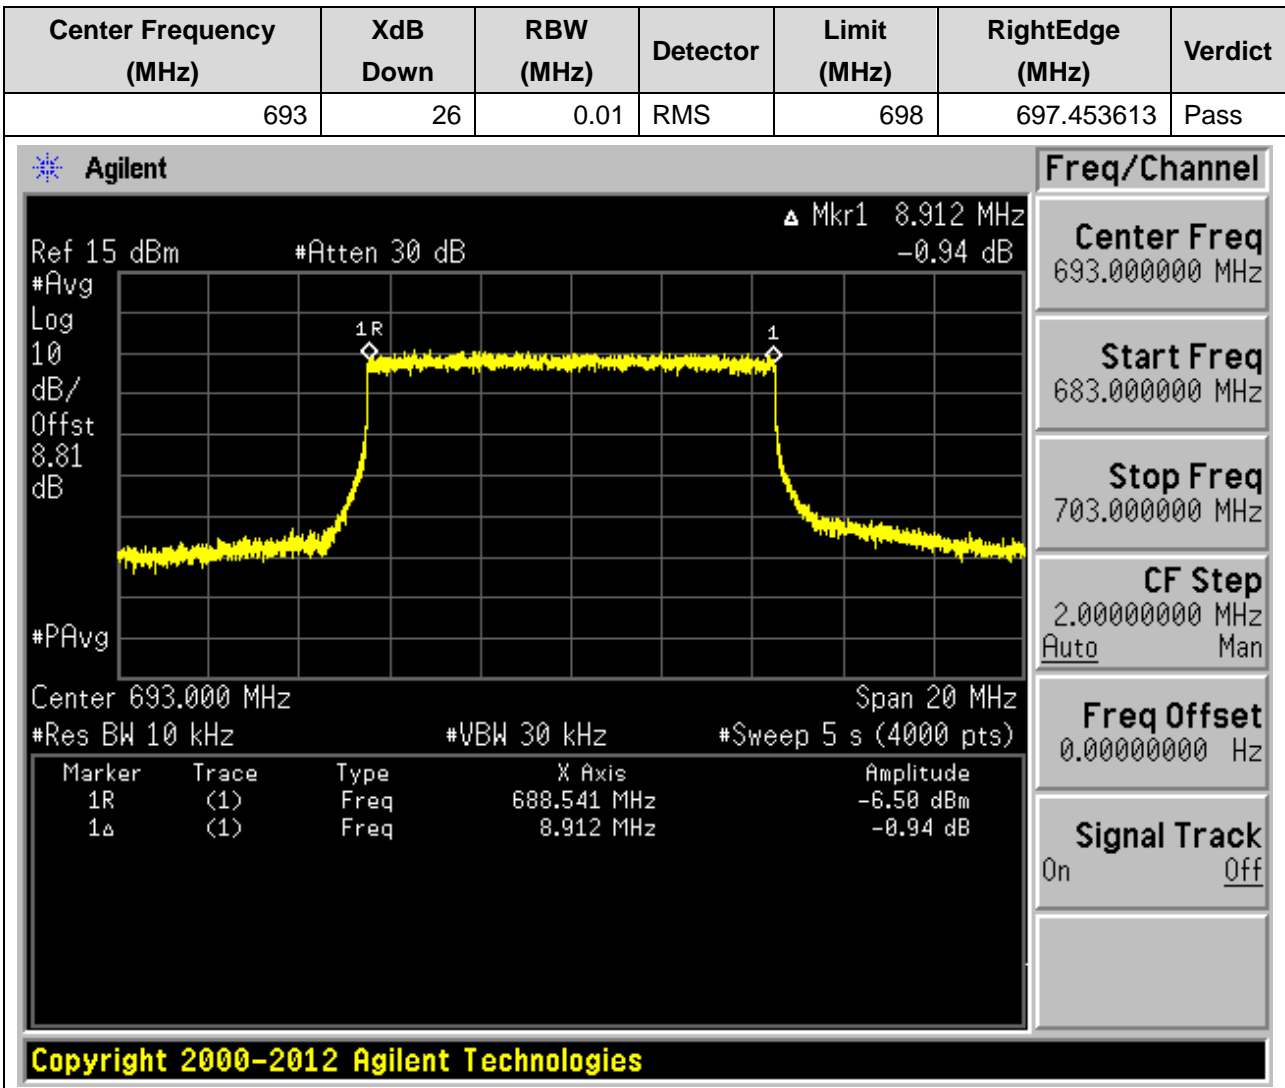 Center Frequency (MHz) XdB Down RBW (MHz) Detector Limit (MHz) RightEdge (MHz) Verdict
693 26 0.01 RMS 698 697.453613 Pass
Agilent
Freq/Channel
Δ Mkr1 8.912 MHz
Ref 15 dBm #Atten 30 dB -0.94 dB
#Avg
Log
10
dB/
Offst
8.81
dB
1R
1
#PAvg
Center 693.000 MHz Span 20 MHz
#Res BW 10 kHz #VBW 30 kHz #Sweep 5 s (4000 pts)
Marker Trace Type X Axis Amplitude
1R (1) Freq 688.541 MHz -6.50 dBm
1Δ (1) Freq 8.912 MHz -0.94 dB
Center Freq
693.000000 MHz
Start Freq
683.000000 MHz
Stop Freq
703.000000 MHz
CF Step
2.00000000 MHz
Auto Man
Freq Offset
0.00000000 Hz
Signal Track
On Off
Copyright 2000-2012 Agilent Technologies